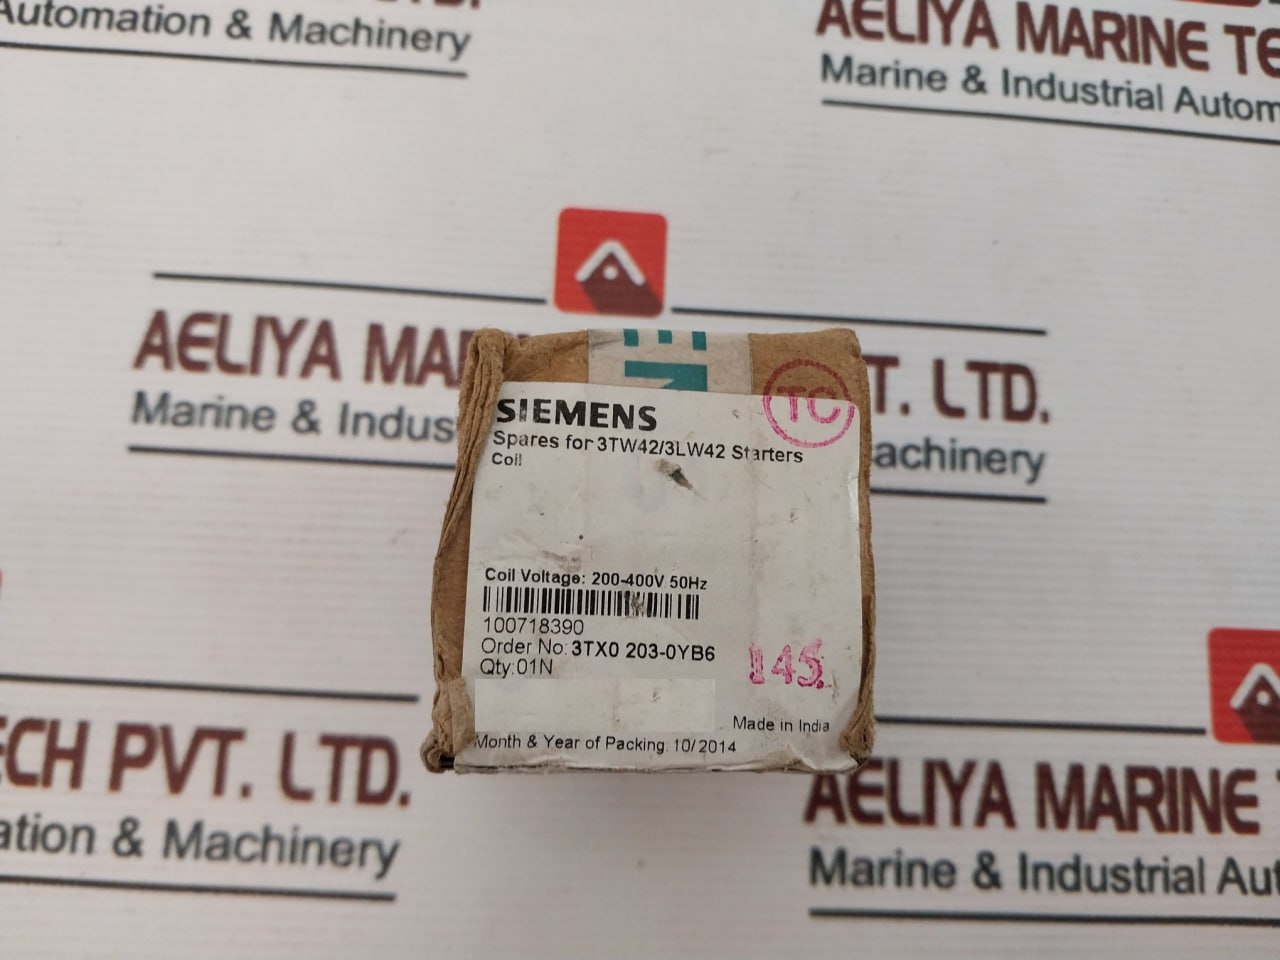 Automation & Machinery
AELIYA MARINE TE
Marine & Industrial Autom
AELIYA MAR
T. LTD.
Marine & Indus
achinery
TC
SIEMENS
Spares for 3TW42/3LW42 Starters
Coil
Coil Voltage: 200-400V 50Hz
100718390
Order No: 3TX0 203-0YB6
Qty:01N
145
Made in India
Month & Year of Packing: 10/2014
ECH PVT. LTD.
ation & Machinery
AELIYA MARINE
Marine & Industrial Aut